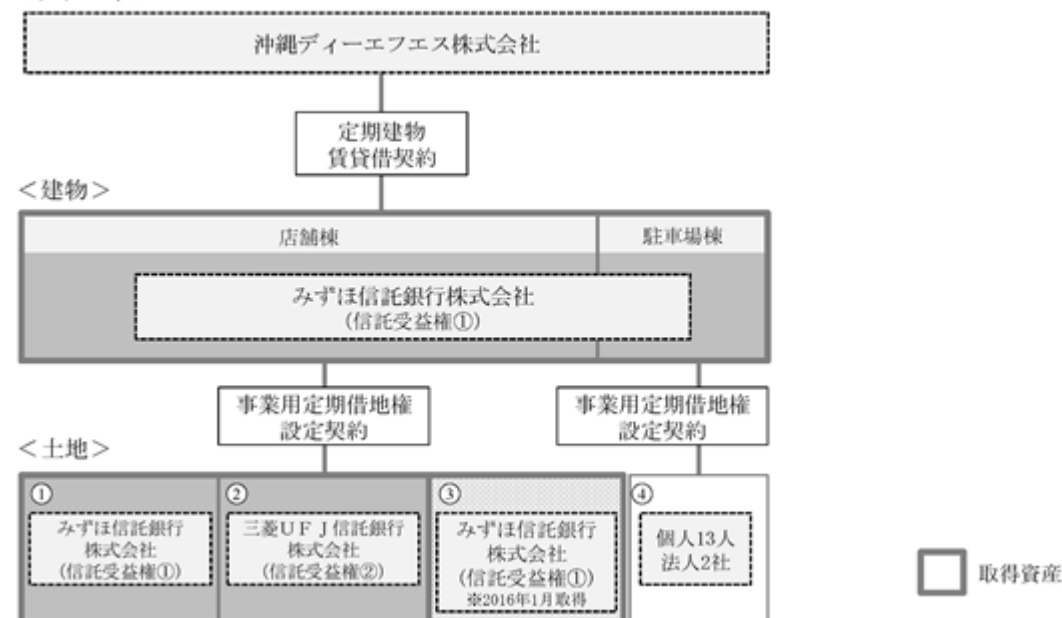 沖縄ディーエフエス株式会社
定期建物
賃貸借契約
＜建物＞
店舗棟
駐車場棟
みずほ信託銀行株式会社
(信託受益権①)
事業用定期借地権
設定契約
事業用定期借地権
設定契約
＜土地＞
①
みずほ信託銀行
株式会社
(信託受益権①)
②
三菱UFJ信託銀行
株式会社
(信託受益権②)
③
みずほ信託銀行
株式会社
(信託受益権①)
※2016年1月取得
④
個人13人
法人2社
取得資産